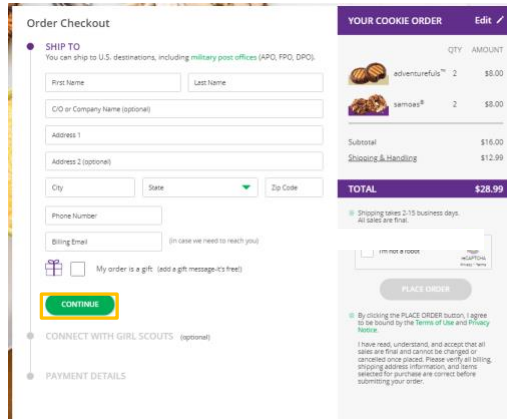 Order Checkout
SHIP TO
You can ship to U.S. destinations, including military post offices (APO, FPO, DPO).
First Name
Last Name
C/O or Company Name (optional)
Address 1
Address 2 (optional)
City
State
Zip Code
Phone Number
Billing Email
(in case we need to reach you)
My order is a gift (add a gift message-it's free!)
CONTINUE
CONNECT WITH GIRL SCOUTS (optional)
PAYMENT DETAILS
YOUR COOKIE ORDER
Edit
QTY AMOUNT
adventurefuls™ 2 $8.00
samoas® 2 $8.00
Subtotal $16.00
Shipping & Handling $12.99
TOTAL $28.99
Shipping takes 2-15 business days.
All sales are final.
I'm not a robot
reCAPTCHA
Privacy - Terms
PLACE ORDER
By clicking the PLACE ORDER button, I agree
to be bound by the Terms of Use and Privacy
Notice.
I have read, understand, and accept that all
sales are final and cannot be changed or
cancelled once placed. Please verify all billing,
shipping address information, and items
selected for purchase are correct before
submitting your order.